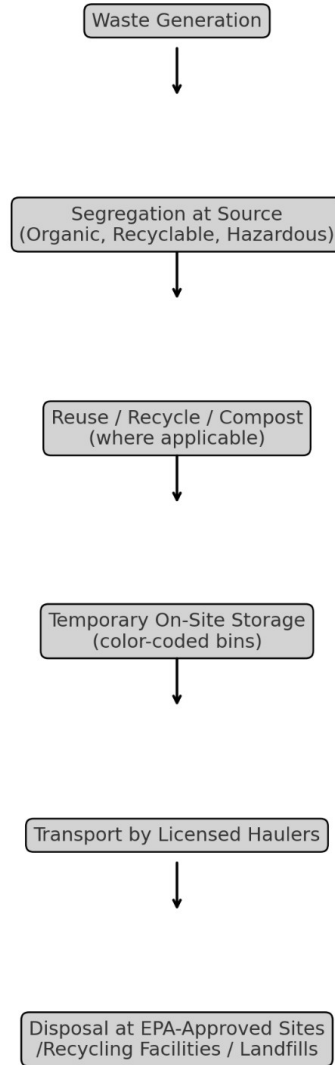 Waste Generation
Segregation at Source
(Organic, Recyclable, Hazardous)
Reuse / Recycle / Compost
(where applicable)
Temporary On-Site Storage
(color-coded bins)
Transport by Licensed Haulers
Disposal at EPA-Approved Sites
/Recycling Facilities / Landfills